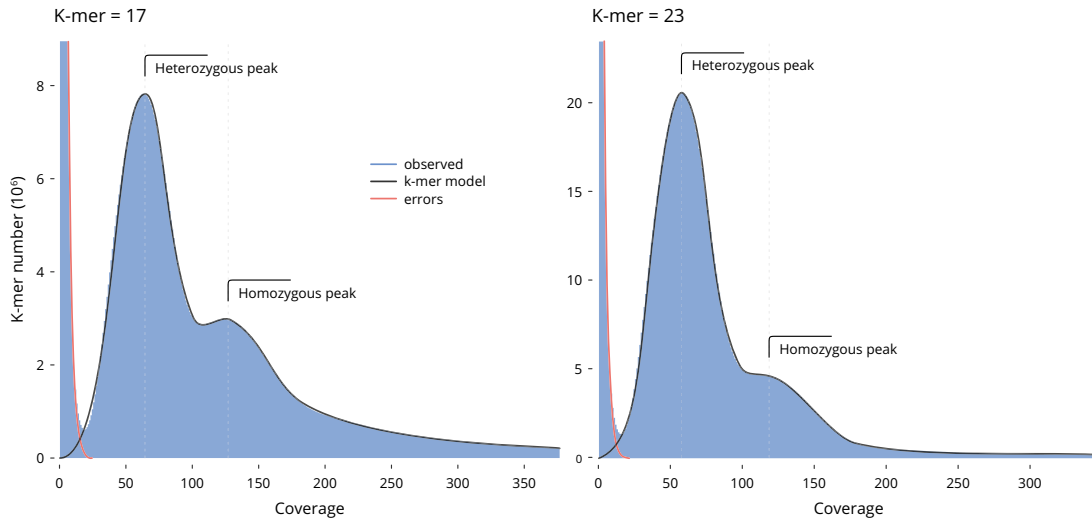 K-mer = 17
K-mer number (10⁶)
8
6
4
2
0
Heterozygous peak
Homozygous peak
observed
k-mer model
errors
0 50 100 150 200 250 300 350
Coverage
K-mer = 23
20
15
10
5
0
Heterozygous peak
Homozygous peak
0 50 100 150 200 250 300
Coverage